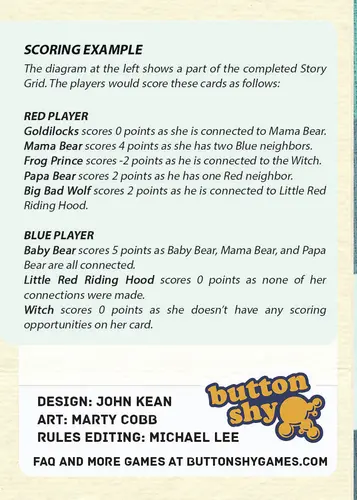 SCORING EXAMPLE
The diagram at the left shows a part of the completed Story
Grid. The players would score these cards as follows:
RED PLAYER
Goldilocks scores 0 points as she is connected to Mama Bear.
Mama Bear scores 4 points as she has two Blue neighbors.
Frog Prince scores -2 points as he is connected to the Witch.
Papa Bear scores 2 points as he has one Red neighbor.
Big Bad Wolf scores 2 points as he is connected to Little Red
Riding Hood.
BLUE PLAYER
Baby Bear scores 5 points as Baby Bear, Mama Bear, and Papa
Bear are all connected.
Little Red Riding Hood scores 0 points as none of her
connections were made.
Witch scores 0 points as she doesn't have any scoring
opportunities on her card.
button
shy
DESIGN: JOHN KEAN
ART: MARTY COBB
RULES EDITING: MICHAEL LEE
FAQ AND MORE GAMES AT BUTTONSHYGAMES.COM